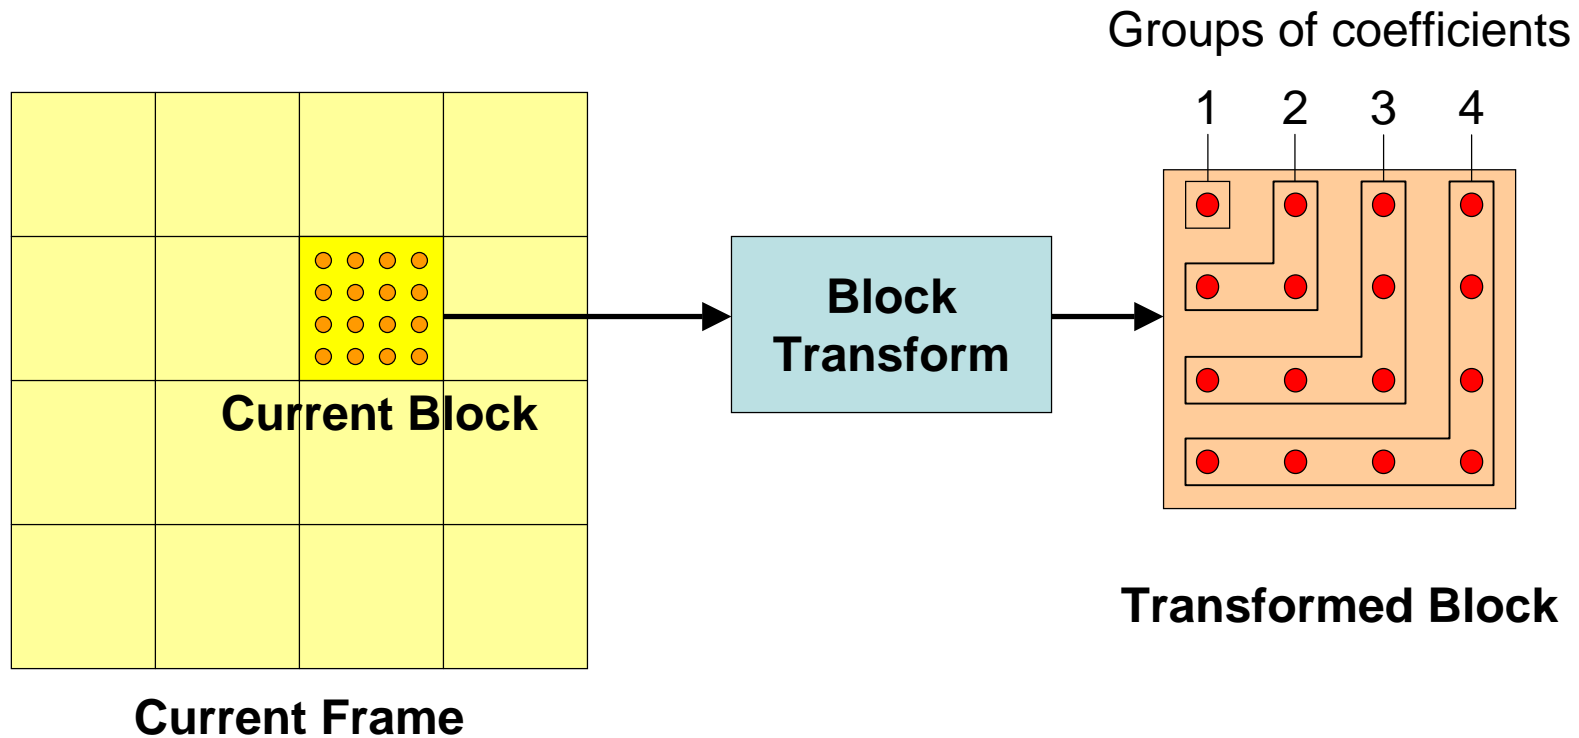 Groups of coefficients
1 2 3 4
Current Block
Block
Transform
Transformed Block
Current Frame